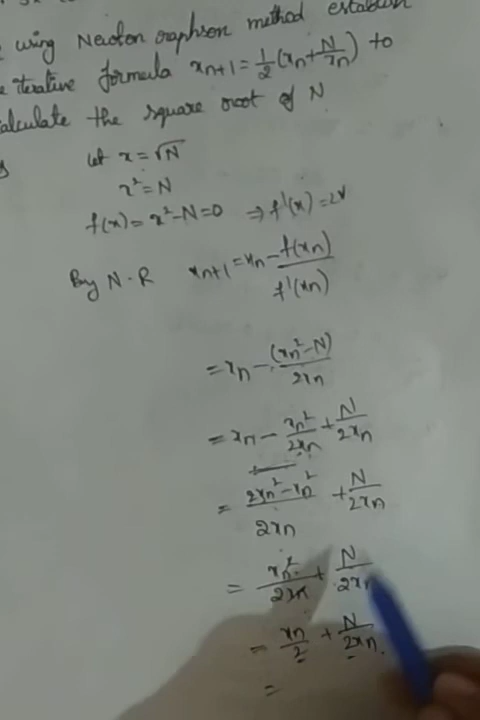 using Newton raphson method establish
iterative formula xₙ₊₁ = 1/2 (xₙ + N/xₙ) to
calculate the square root of N
let x = √N
x² = N
f(x) = x² - N = 0 ⇒ f'(x) = 2x
By N-R xₙ₊₁ = xₙ - f(xₙ)/f'(xₙ)
= xₙ - (xₙ² - N)/2xₙ
= xₙ - xₙ²/2xₙ + N/2xₙ
= (2xₙ² - xₙ²)/2xₙ + N/2xₙ
= xₙ²/2xₙ + N/2xₙ
= xₙ/2 + N/2xₙ
=